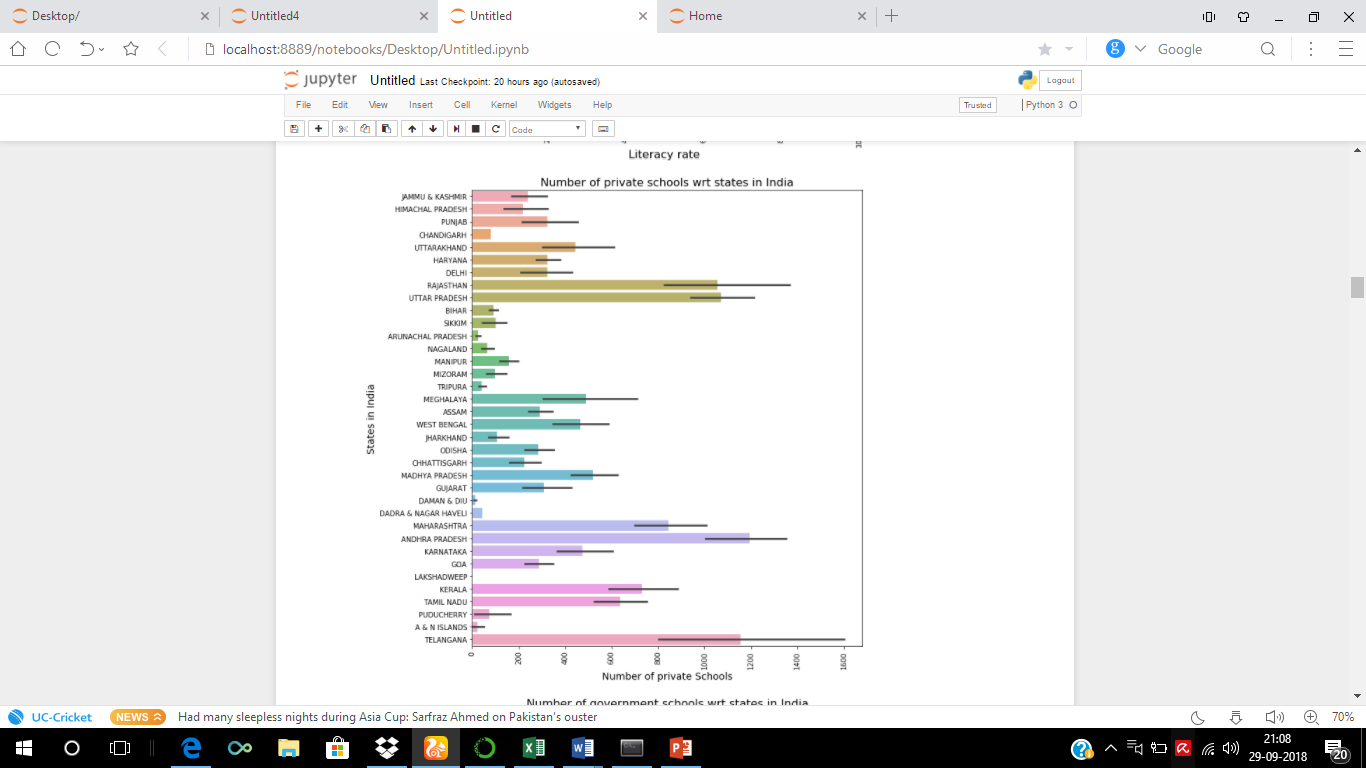 Desktop/
Untitled4
Untitled
Home
localhost:8889/notebooks/Desktop/Untitled.ipynb
g
Google
jupyter Untitled Last Checkpoint: 20 hours ago (autosaved)
Logout
File Edit View Insert Cell Kernel Widgets Help
Trusted
Python 3
Code
Literacy rate
Number of private schools wrt states in India
JAMMU & KASHMIR
HIMACHAL PRADESH
PUNJAB
CHANDIGARH
UTTARAKHAND
HARYANA
DELHI
RAJASTHAN
UTTAR PRADESH
BIHAR
SIKKIM
ARUNACHAL PRADESH
NAGALAND
MANIPUR
MIZORAM
TRIPURA
MEGHALAYA
ASSAM
WEST BENGAL
JHARKHAND
ODISHA
CHHATTISGARH
MADHYA PRADESH
GUJARAT
DAMAN & DIU
DADRA & NAGAR HAVELI
MAHARASHTRA
ANDHRA PRADESH
KARNATAKA
GOA
LAKSHADWEEP
KERALA
TAMIL NADU
PUDUCHERRY
A & N ISLANDS
TELANGANA
States in India
0 200 400 600 800 1000 1200 1400 1600
Number of private Schools
Number of government schools wrt states in India
UC-Cricket
NEWS
Had many sleepless nights during Asia Cup: Sarfraz Ahmed on Pakistan's ouster
70%
21:08
29-09-2018
20